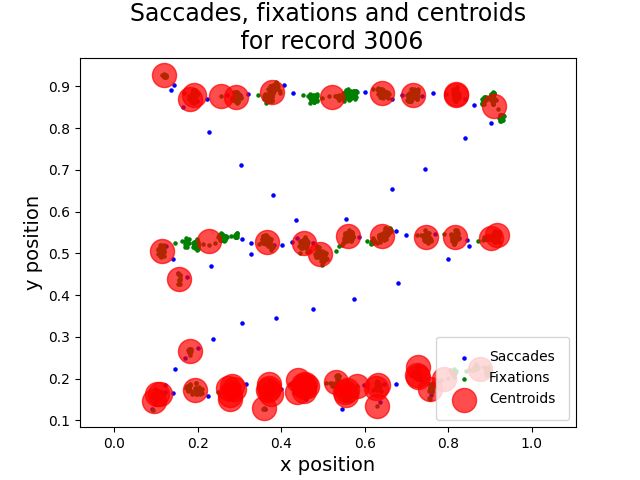 Saccades, fixations and centroids
for record 3006
y position
0.9
0.8
0.7
0.6
0.5
0.4
0.3
0.2
0.1
Saccades
Fixations
Centroids
0.0 0.2 0.4 0.6 0.8 1.0
x position